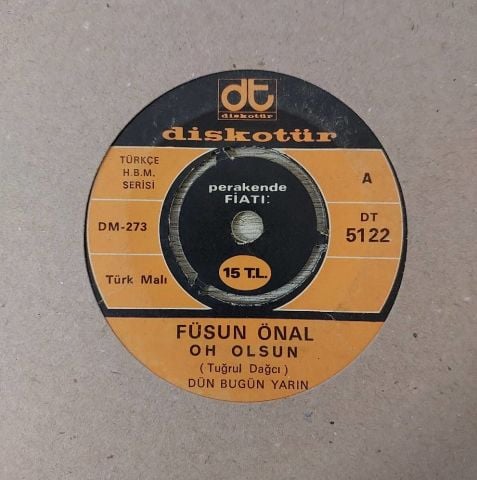 dt
diskotür
diskotür
TÜRKÇE
H.B.M.
SERİSİ
perakende
FİATI:
A
DM-273
DT
5122
Türk Malı
15 T.L.
FÜSUN ÖNAL
OH OLSUN
( Tuğrul Dağcı )
DÜN BUGÜN YARIN